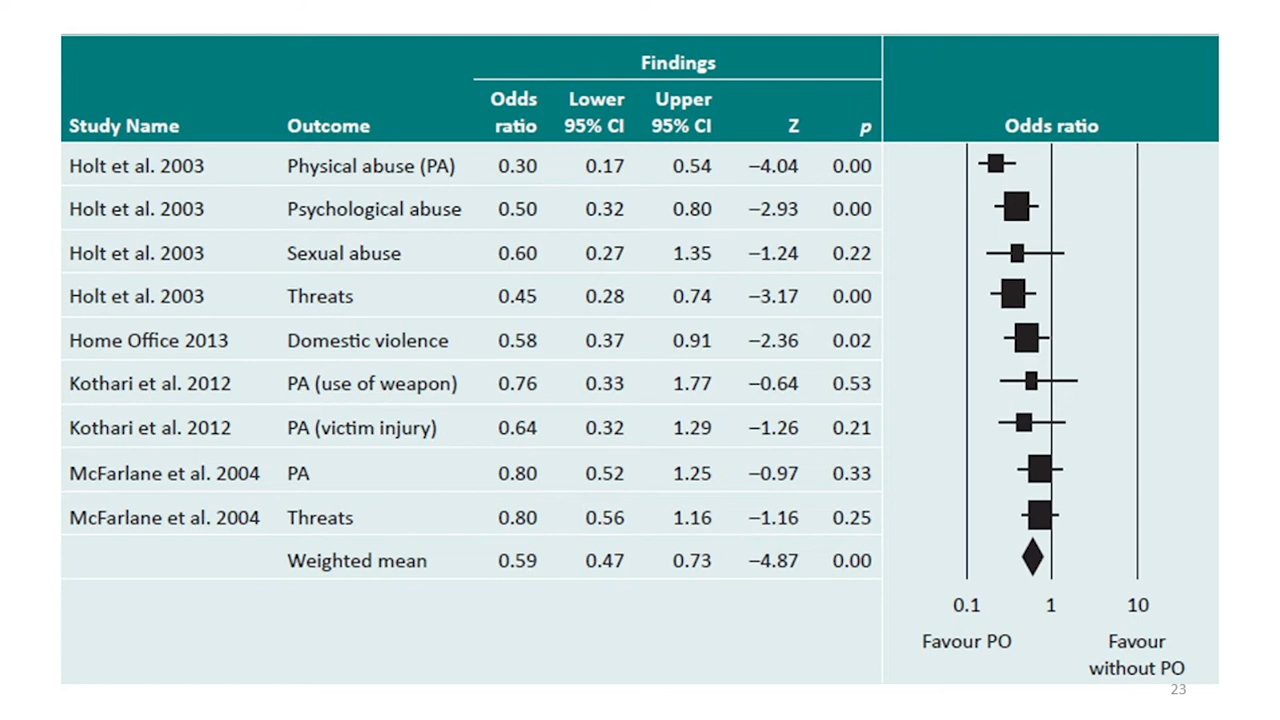 Findings
Study Name Outcome Odds ratio Lower 95% CI Upper 95% CI Z p Odds ratio
Holt et al. 2003 Physical abuse (PA) 0.30 0.17 0.54 –4.04 0.00
Holt et al. 2003 Psychological abuse 0.50 0.32 0.80 –2.93 0.00
Holt et al. 2003 Sexual abuse 0.60 0.27 1.35 –1.24 0.22
Holt et al. 2003 Threats 0.45 0.28 0.74 –3.17 0.00
Home Office 2013 Domestic violence 0.58 0.37 0.91 –2.36 0.02
Kothari et al. 2012 PA (use of weapon) 0.76 0.33 1.77 –0.64 0.53
Kothari et al. 2012 PA (victim injury) 0.64 0.32 1.29 –1.26 0.21
McFarlane et al. 2004 PA 0.80 0.52 1.25 –0.97 0.33
McFarlane et al. 2004 Threats 0.80 0.56 1.16 –1.16 0.25
Weighted mean 0.59 0.47 0.73 –4.87 0.00
0.1 1 10
Favour PO Favour
without PO
23